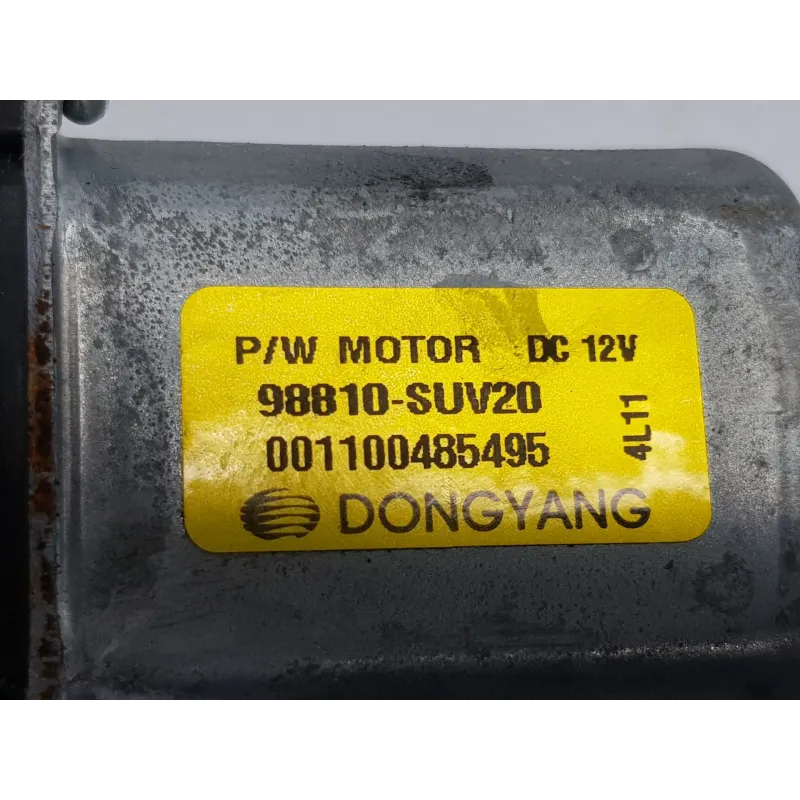 P/W MOTOR DC 12V
98810-SUV20
001100485495
4L11
DONGYANG